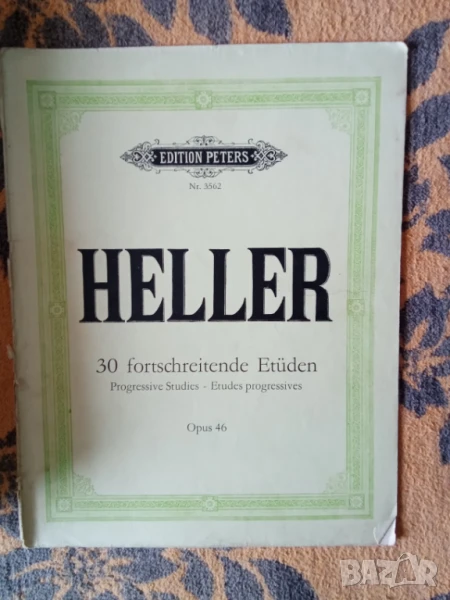 EDITION PETERS
Nr. 3562
HELLER
30 fortschreitende Etüden
Progressive Studies - Etudes progressives
Opus 46
BAZAR